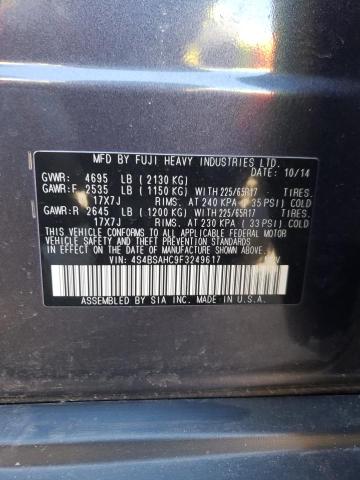 MFD BY FUJI HEAVY INDUSTRIES LTD.
DATE: 10/14
GVWR: 4695 LB (2130 KG)
GAWR:F 2535 LB (1150 KG) WITH 225/65R17 TIRES,
17X7J RIMS, AT 240 KPA (35 PSI) COLD
GAWR:R 2645 LB (1200 KG) WITH 225/65R17 TIRES,
17X7J RIMS, AT 230 KPA (33 PSI) COLD
THIS VEHICLE CONFORMS TO ALL APPLICABLE
FEDERAL MOTOR VEHICLE SAFETY STANDARDS
IN EFFECT ON THE DATE OF MANUFACTURE SHOWN ABOVE.
VIN: 4S4BSAHC9F3249617
ASSEMBLED BY SIA INC. MADE IN U.S.A.